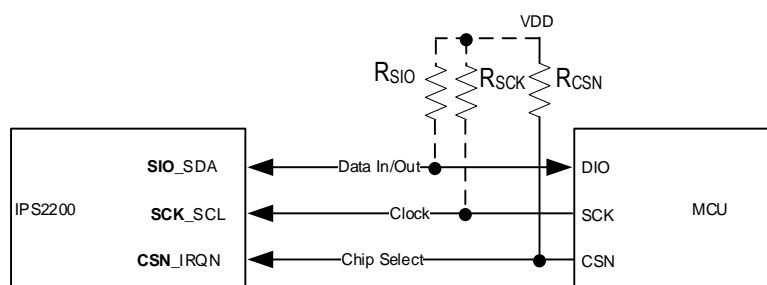 VDD
RSIO
RSCK
RCSN
SIO_SDA
Data In/Out
DIO
IPS2200
SCK_SCL
Clock
SCK
MCU
CSN_IRQN
Chip Select
CSN